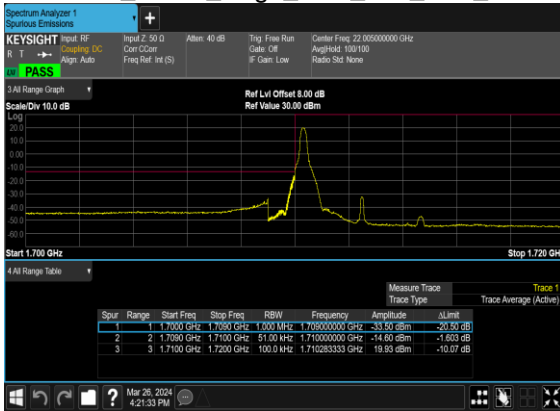 Spectrum Analyzer 1
Spurious Emissions
+
KEYSIGHT Input: RF Input Z: 50 Ω Atten: 40 dB Trig: Free Run Center Freq: 22.005000000 GHz
R T Coupling: DC Corr CCorr Gate: Off Avg|Hold: 100/100
Align: Auto Freq Ref: Int (S) IF Gain: Low Radio Std: None
PASS
3 All Range Graph Ref Lvl Offset 8.00 dB
Scale/Div 10.0 dB Ref Value 30.00 dBm
Log
20.0
10.0
0.00
-10.0
-20.0
-30.0
-40.0
-50.0
-60.0
Start 1.700 GHz Stop 1.720 GH
4 All Range Table
Measure Trace Trace 1
Trace Type Trace Average (Active)
Spur Range Start Freq Stop Freq RBW Frequency Amplitude ΔLimit
1 1 1.7000 GHz 1.7090 GHz 1.000 MHz 1.709000000 GHz -33.50 dBm -20.50 dB
2 2 1.7090 GHz 1.7100 GHz 51.00 kHz 1.710000000 GHz -14.60 dBm -1.603 dB
3 3 1.7100 GHz 1.7200 GHz 100.0 kHz 1.710283333 GHz 19.93 dBm -10.07 dB
? Mar 26, 2024
4:21:33 PM